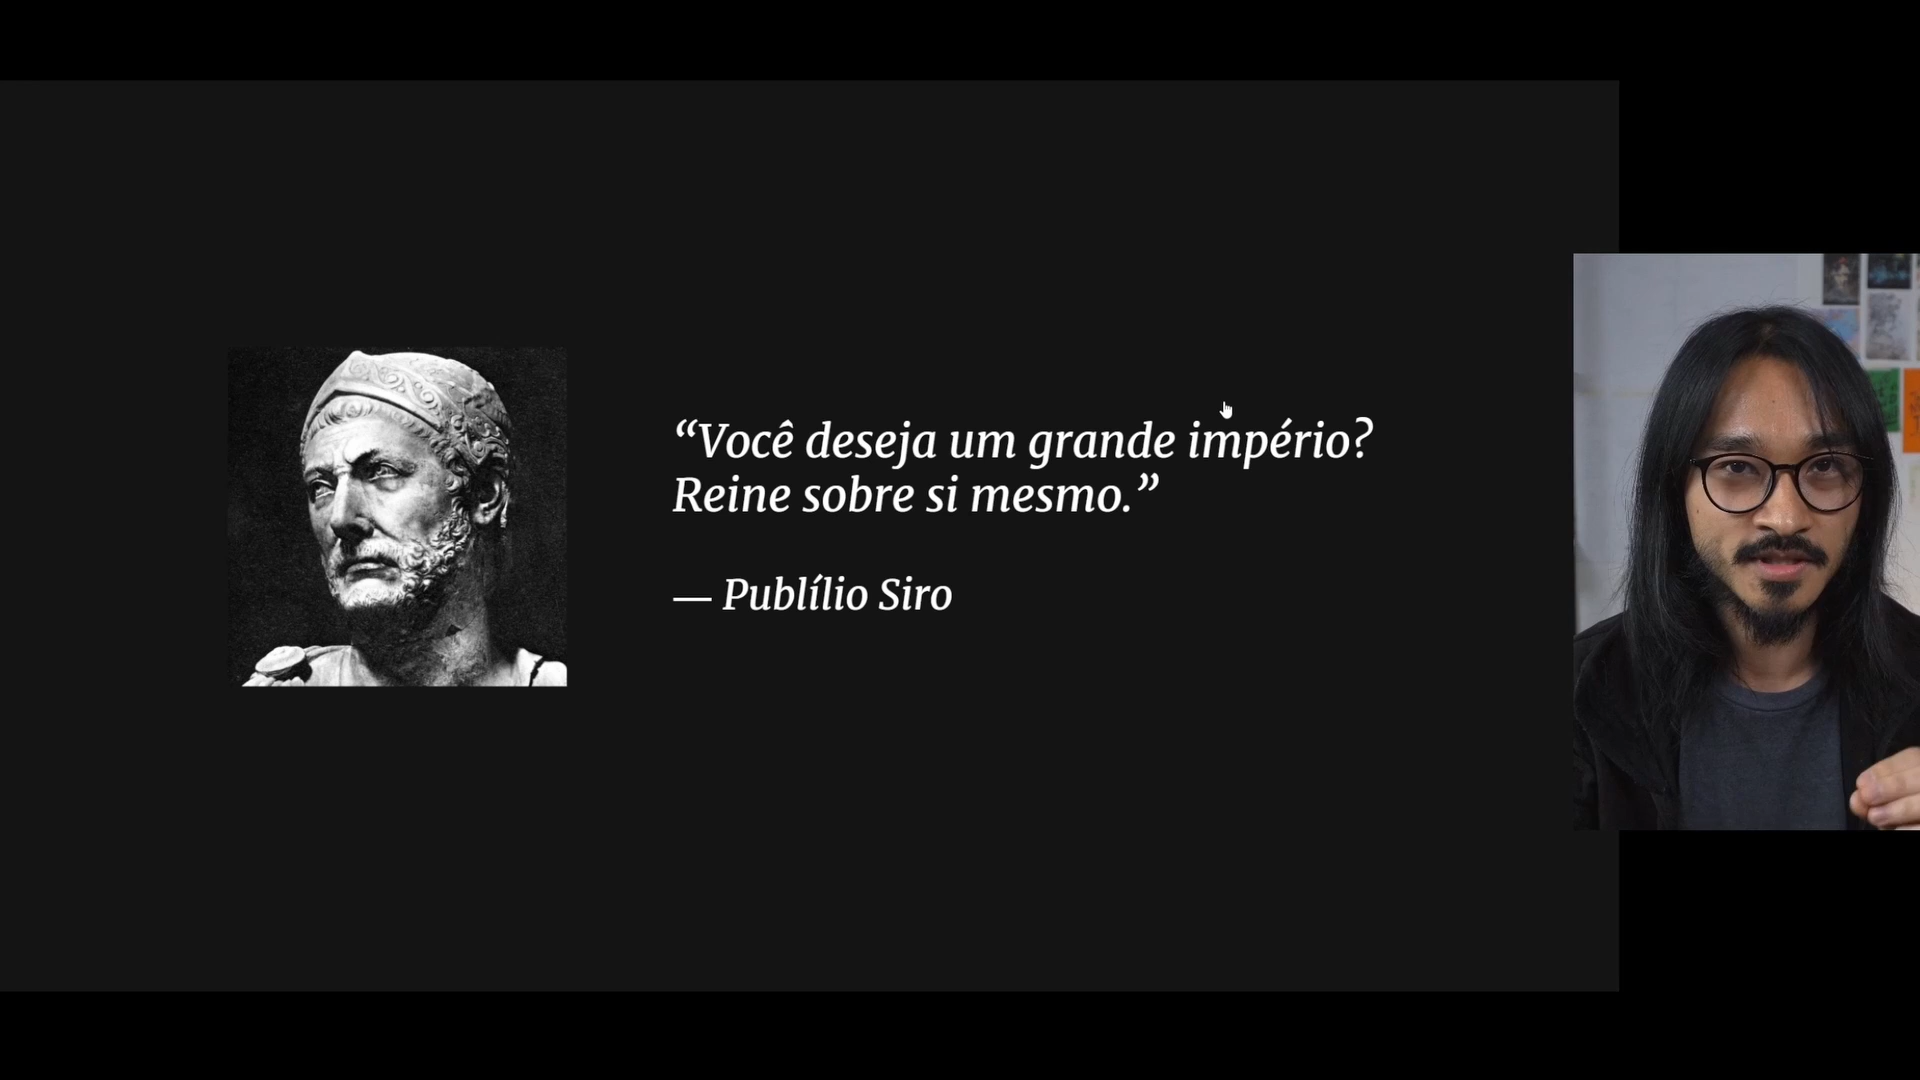 “Você deseja um grande império?
Reine sobre si mesmo.”
— Publílio Siro